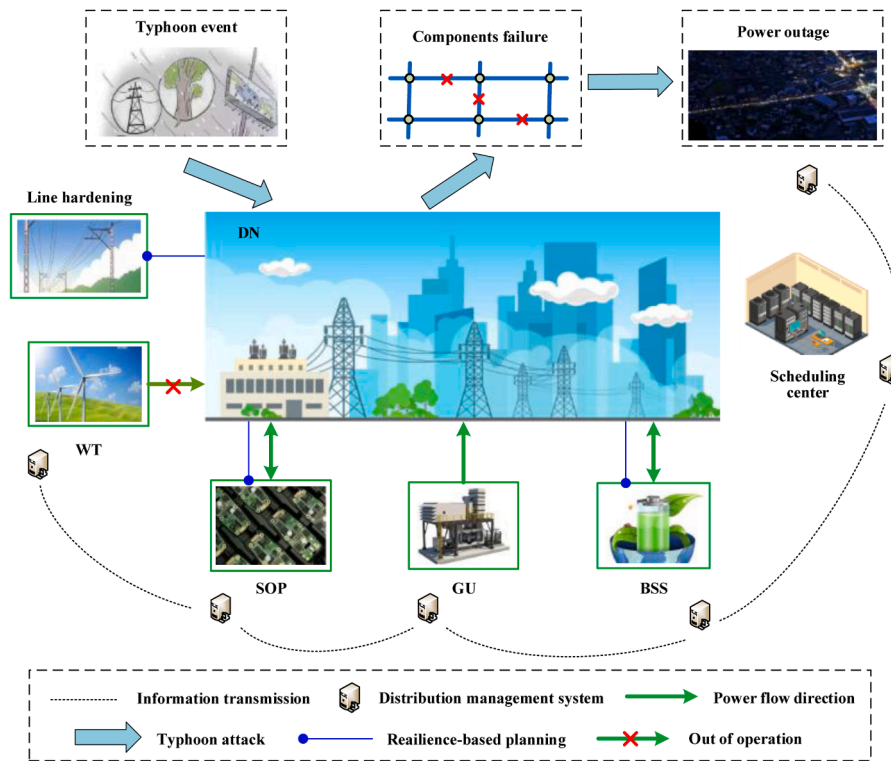 Typhoon event
Components failure
Power outage
Line hardening
DN
Scheduling
center
WT
SOP
GU
BSS
Information transmission
Distribution management system
Power flow direction
Typhoon attack
Reailience-based planning
Out of operation